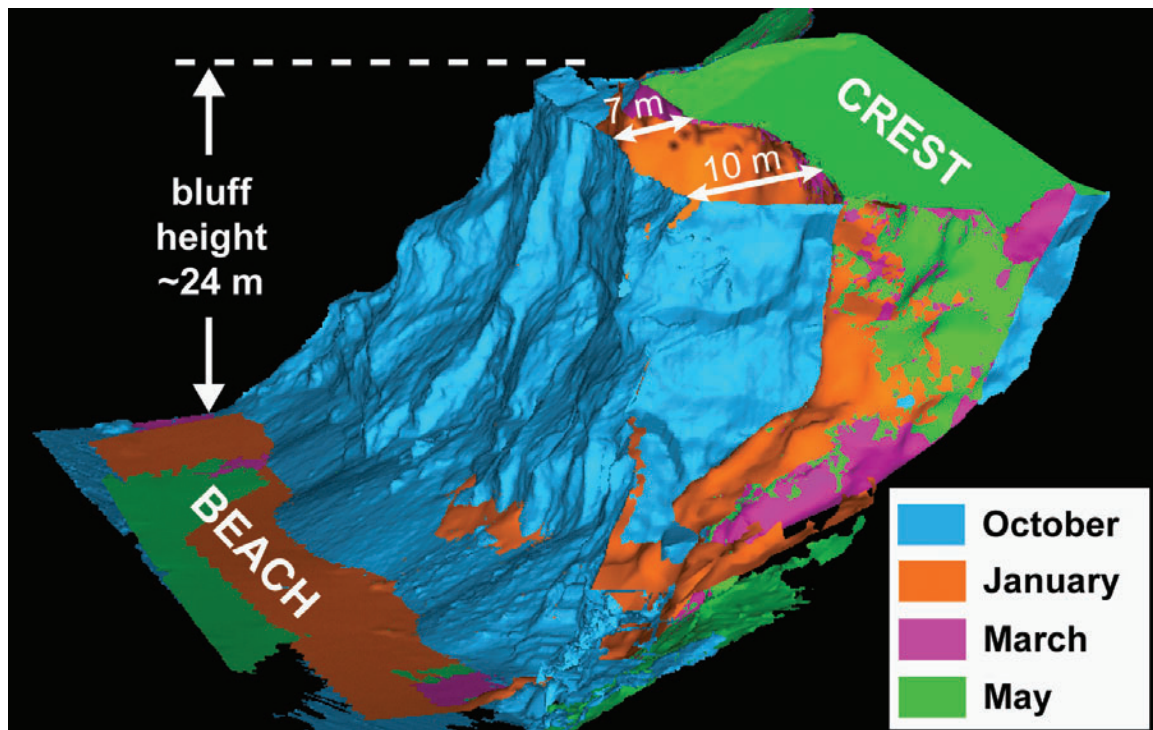 bluff
height
~24 m
7 m
10 m
CREST
BEACH
October
January
March
May